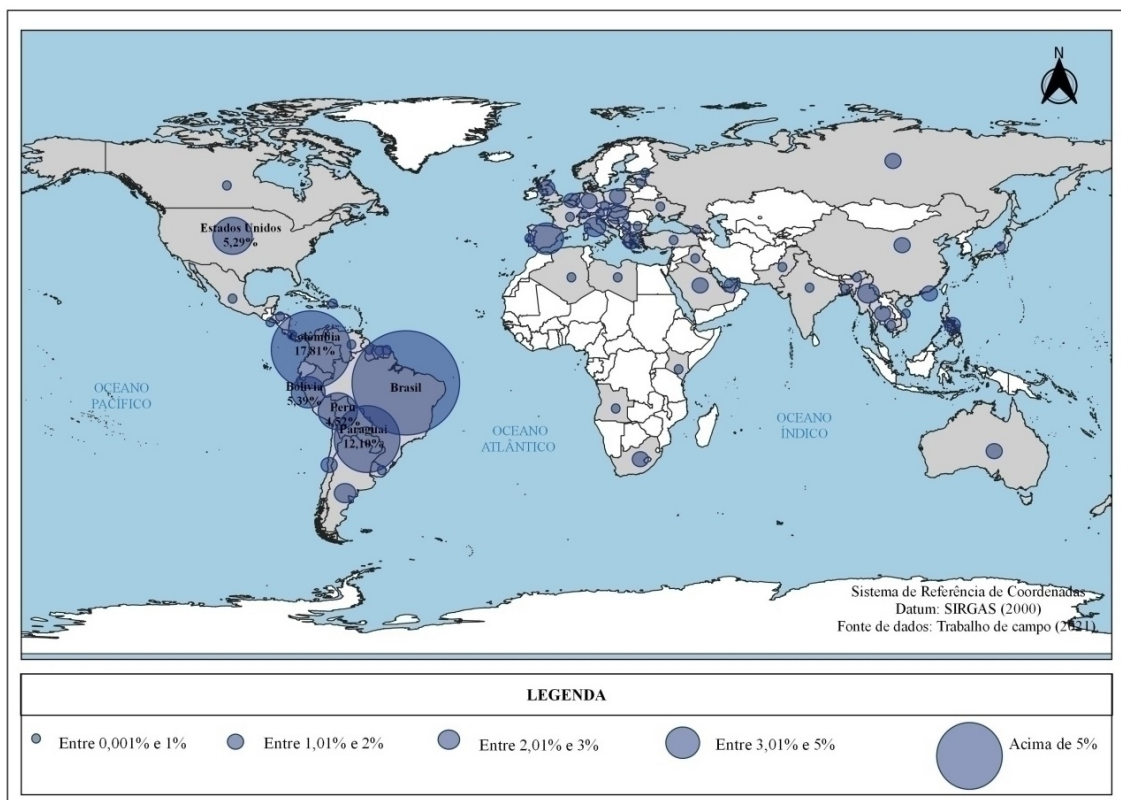 N
Estados Unidos
5,29%
Colômbia
17,81%
Bolívia
5,39%
Brasil
Peru
4,52%
Paraguai
12,10%
OCEANO
PACÍFICO
OCEANO
ATLÂNTICO
OCEANO
ÍNDICO
Sistema de Referência de Coordenadas
Datum: SIRGAS (2000)
Fonte de dados: Trabalho de campo (2021)
LEGENDA
Entre 0,001% e 1%
Entre 1,01% e 2%
Entre 2,01% e 3%
Entre 3,01% e 5%
Acima de 5%